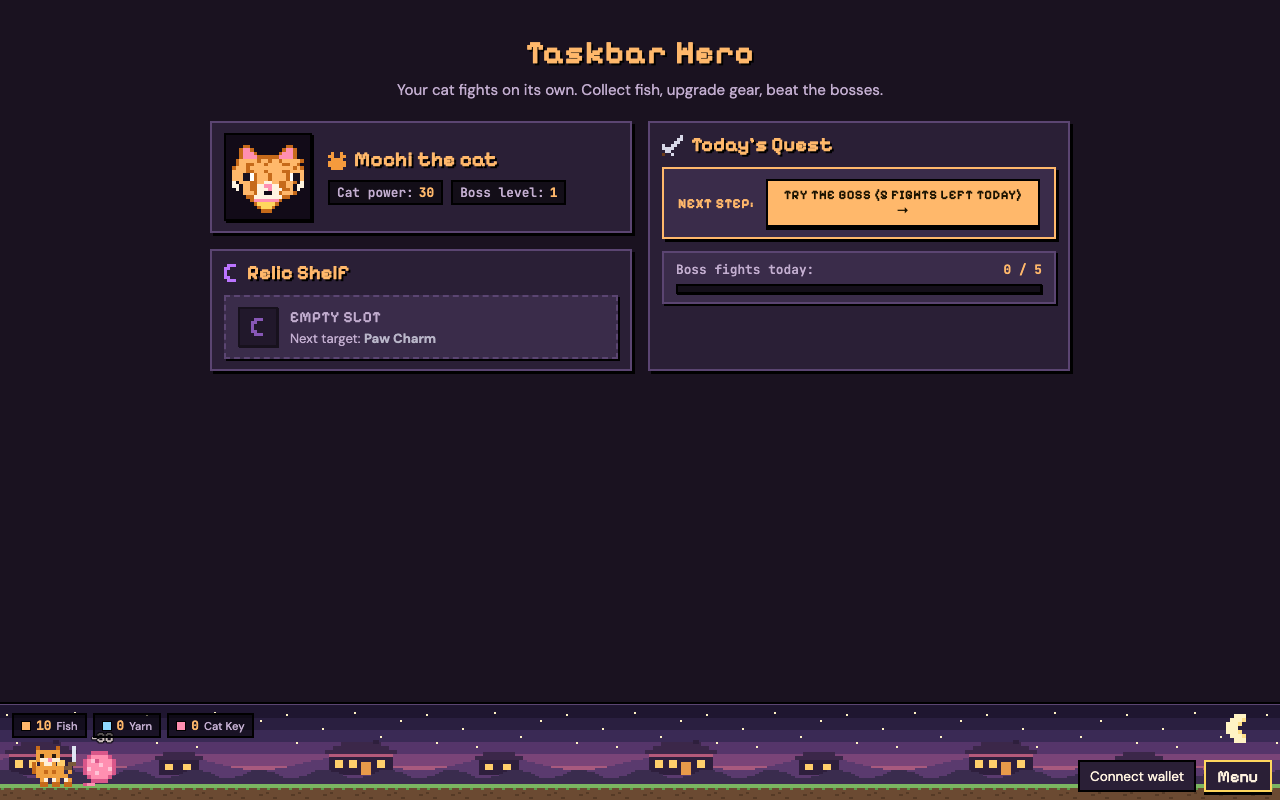 Taskbar Hero
Your cat fights on its own. Collect fish, upgrade gear, beat the bosses.
Mochi the cat
Cat power: 30
Boss level: 1
Relic Shelf
EMPTY SLOT
Next target: Paw Charm
Today's Quest
NEXT STEP:
TRY THE BOSS (5 FIGHTS LEFT TODAY)
→
Boss fights today: 0 / 5
10 Fish
0 Yarn
0 Cat Key
Connect wallet
Menu